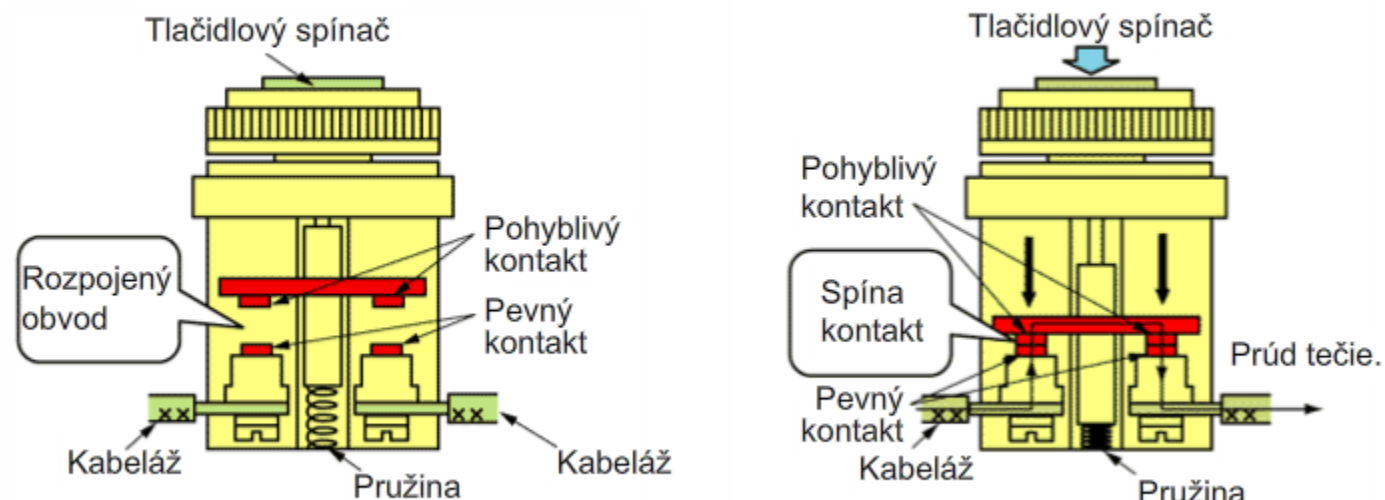 Tlačidlový spínač
Pohyblivý
kontakt
Rozpojený
obvod
Pevný
kontakt
Kabeláž
Kabeláž
Pružina
Tlačidlový spínač
Pohyblivý
kontakt
Spína
kontakt
Prúd tečie.
Pevný
kontakt
Kabeláž
Pružina